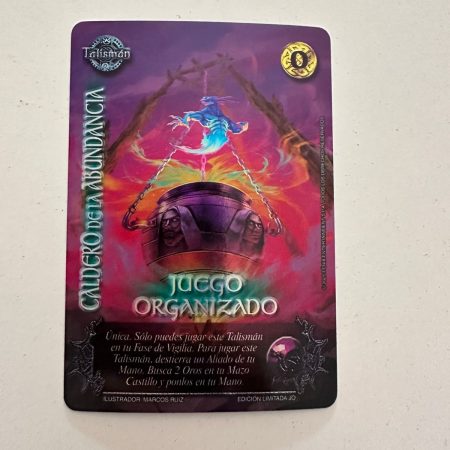 Talismán
0
CALDERO DE LA ABUNDANCIA
JUEGO
ORGANIZADO
Única. Sólo puedes jugar este Talismán
en tu Fase de Vigilia. Para jugar este
Talismán, destierra un Aliado de tu
Mano. Busca 2 Oros en tu Mazo
Castillo y ponlos en tu Mano.
ILUSTRADOR: MARCOS RUIZ
EDICIÓN LIMITADA JO